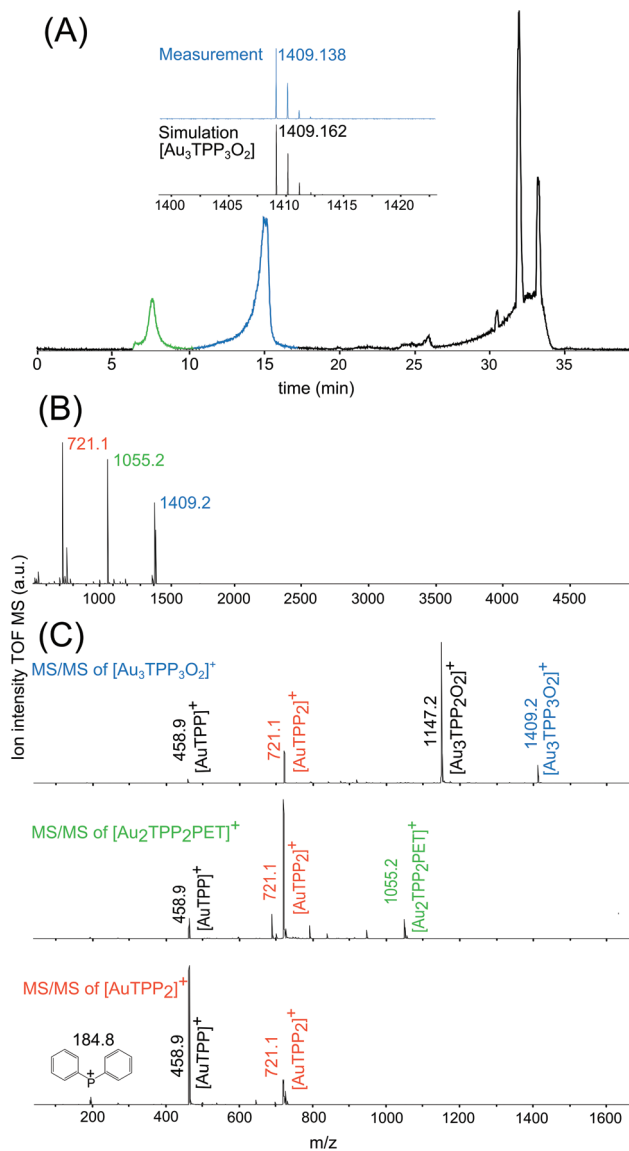 (A)
Measurement
1409.138
Simulation
[Au₃TPP₃O₂]
1409.162
1400 1405 1410 1415 1420
0 5 10 15 20 25 30 35
time (min)
(B)
721.1
1055.2
1409.2
1000 1500 2000 2500 3000 3500 4000 4500
Ion intensity TOF MS (a.u.)
(C)
MS/MS of [Au₃TPP₃O₂]⁺
458.9
[AuTPP]⁺
721.1
[AuTPP₂]⁺
1147.2
[Au₃TPP₂O₂]⁺
1409.2
[Au₃TPP₃O₂]⁺
MS/MS of [Au₂TPP₂PET]⁺
458.9
[AuTPP]⁺
721.1
[AuTPP₂]⁺
1055.2
[Au₂TPP₂PET]⁺
MS/MS of [AuTPP₂]⁺
184.8
P
+
458.9
[AuTPP]⁺
721.1
[AuTPP₂]⁺
200 400 600 800 1000 1200 1400 1600
m/z